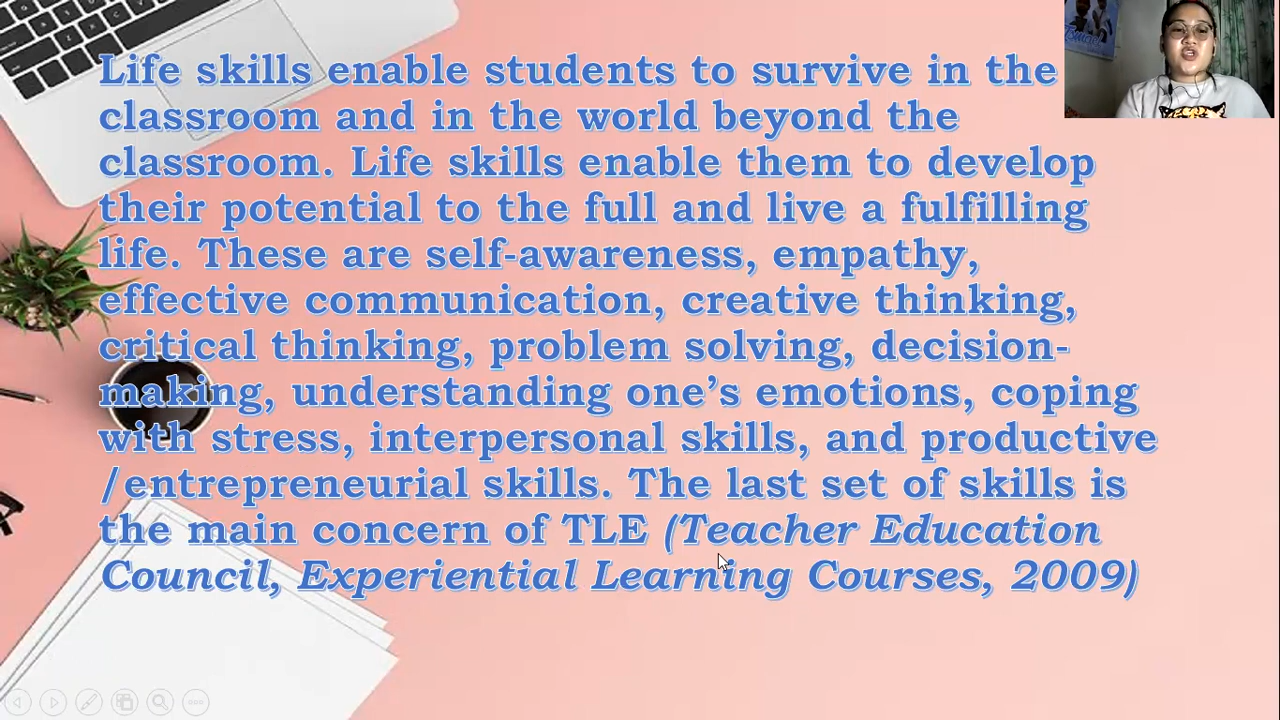 Life skills enable students to survive in the
classroom and in the world beyond the
classroom. Life skills enable them to develop
their potential to the full and live a fulfilling
life. These are self-awareness, empathy,
effective communication, creative thinking,
critical thinking, problem solving, decision-
making, understanding one’s emotions, coping
with stress, interpersonal skills, and productive
/entrepreneurial skills. The last set of skills is
the main concern of TLE (Teacher Education
Council, Experiential Learning Courses, 2009)